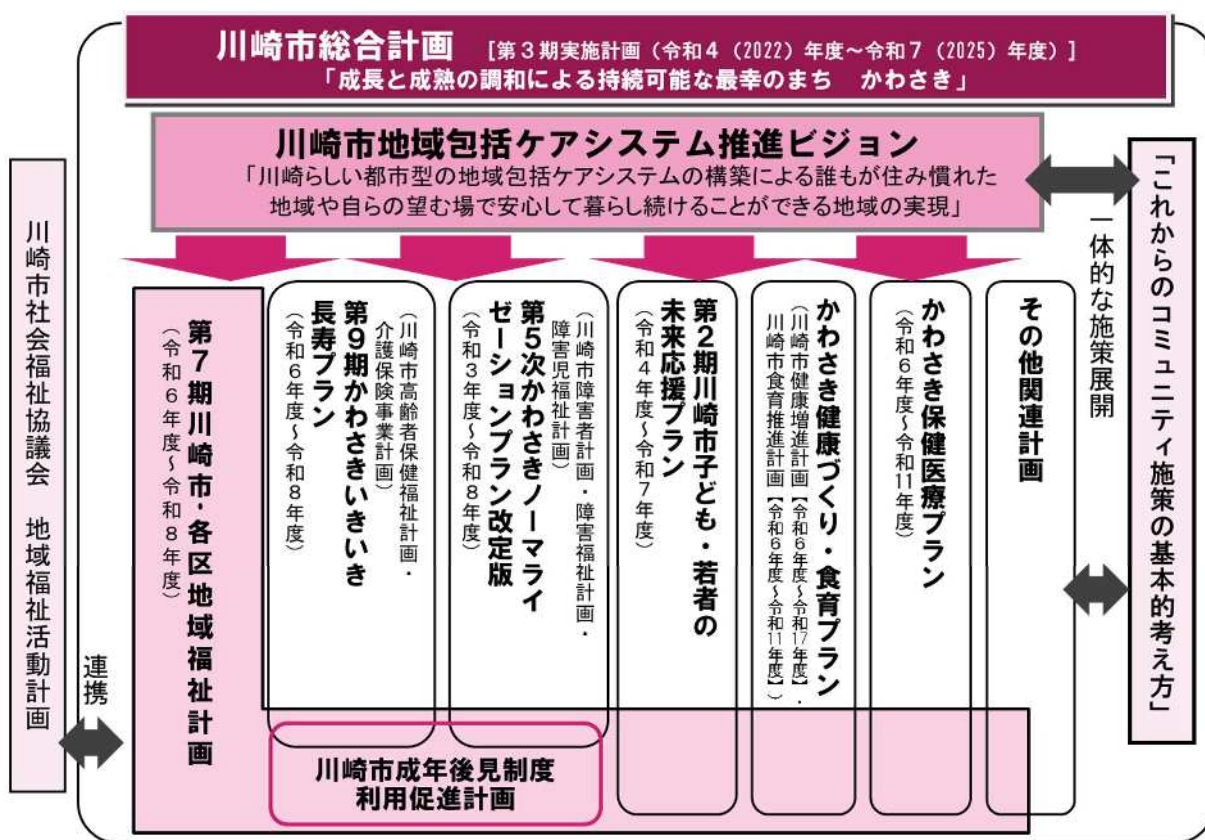 川崎市総合計画 [第3期実施計画(令和4(2022)年度~令和7(2025)年度)]
「成長と成熟の調和による持続可能な最幸のまち かわさき」
川崎市地域包括ケアシステム推進ビジョン
「川崎らしい都市型の地域包括ケアシステムの構築による誰もが住み慣れた
地域や自らの望む場で安心して暮らし続けることができる地域の実現」
「これからのコミュニティ施策の基本的考え方」
一体的な施策展開
その他関連計画
かわさき保健医療プラン
(令和6年度~令和11年度)
かわさき健康づくり・食育プラン
(川崎市健康増進計画【令和6年度~令和17年度】・
川崎市食育推進計画【令和6年度~令和11年度】)
第2期川崎市子ども・若者の
未来応援プラン
(令和4年度~令和7年度)
(川崎市障害者計画・障害福祉計画・
障害児福祉計画)
第5次かわさきノーマライ
ゼーションプラン改定版
(令和3年度~令和8年度)
(川崎市高齢者保健福祉計画・
介護保険事業計画)
第9期かわさきいきいき
長寿プラン
(令和6年度~令和8年度)
第7期川崎市・各区地域福祉計画
(令和6年度~令和8年度)
川崎市成年後見制度
利用促進計画
連携
川崎市社会福祉協議会 地域福祉活動計画